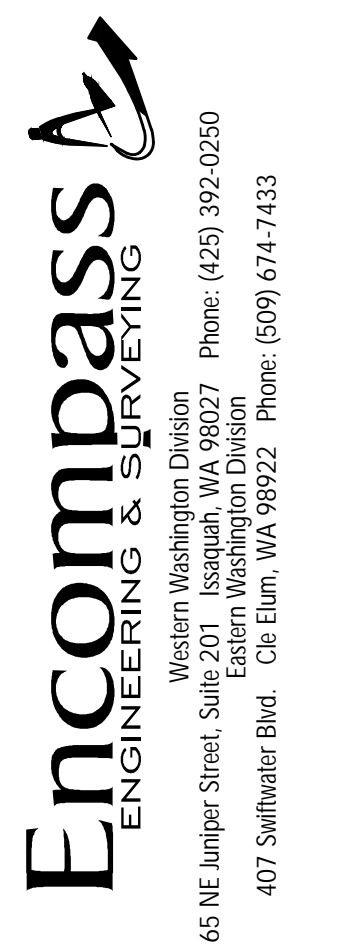 Encompass
ENGINEERING & SURVEYING
Western Washington Division
65 NE Juniper Street, Suite 201 Issaquah, WA 98027 Phone: (425) 392-0250
Eastern Washington Division
407 Swiftwater Blvd. Cle Elum, WA 98922 Phone: (509) 674-7433